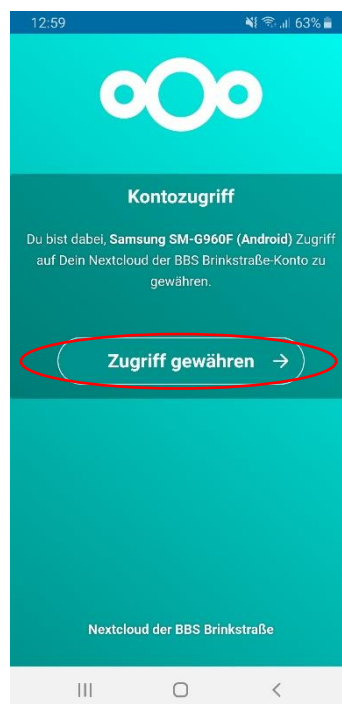 12:59 63%
Kontozugriff
Du bist dabei, Samsung SM-G960F (Android) Zugriff
auf Dein Nextcloud der BBS Brinkstraße-Konto zu
gewähren.
Zugriff gewähren →
Nextcloud der BBS Brinkstraße